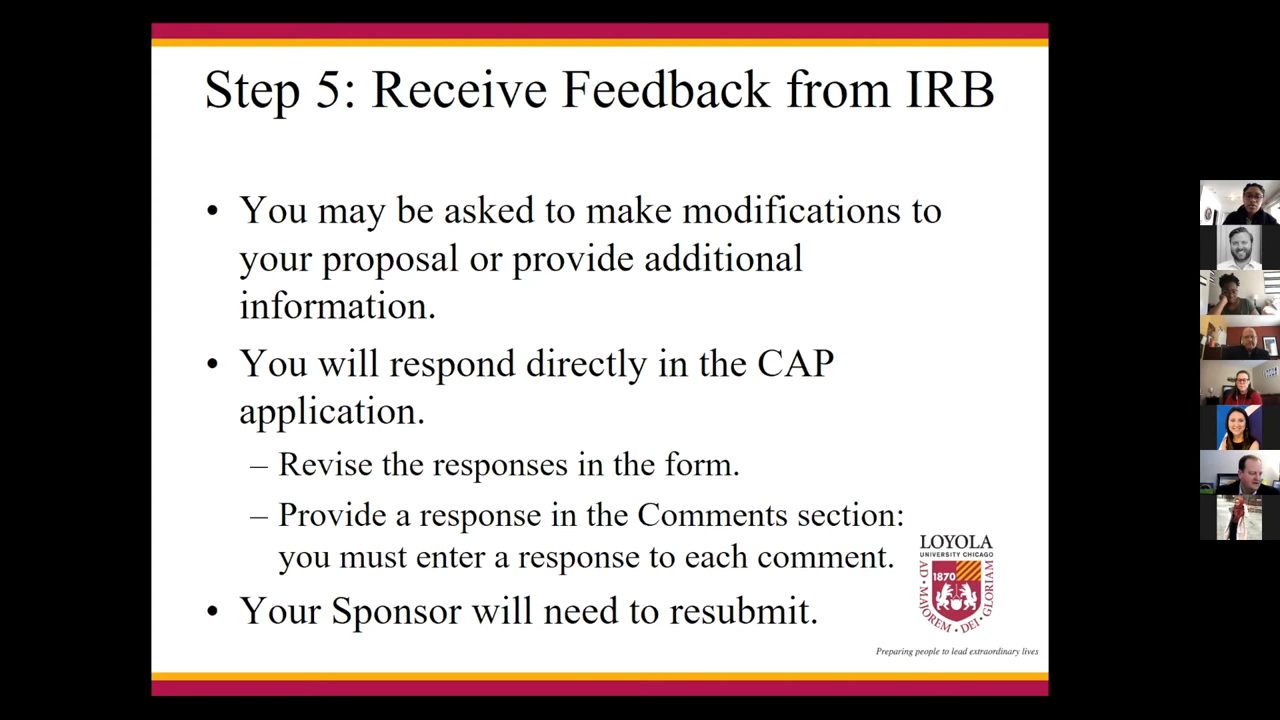 Step 5: Receive Feedback from IRB
• You may be asked to make modifications to
your proposal or provide additional
information.
• You will respond directly in the CAP
application.
– Revise the responses in the form.
– Provide a response in the Comments section:
you must enter a response to each comment.
• Your Sponsor will need to resubmit.
LOYOLA
UNIVERSITY CHICAGO
1870
AD • MAJOREM • DEI • GLORIAM
Preparing people to lead extraordinary lives